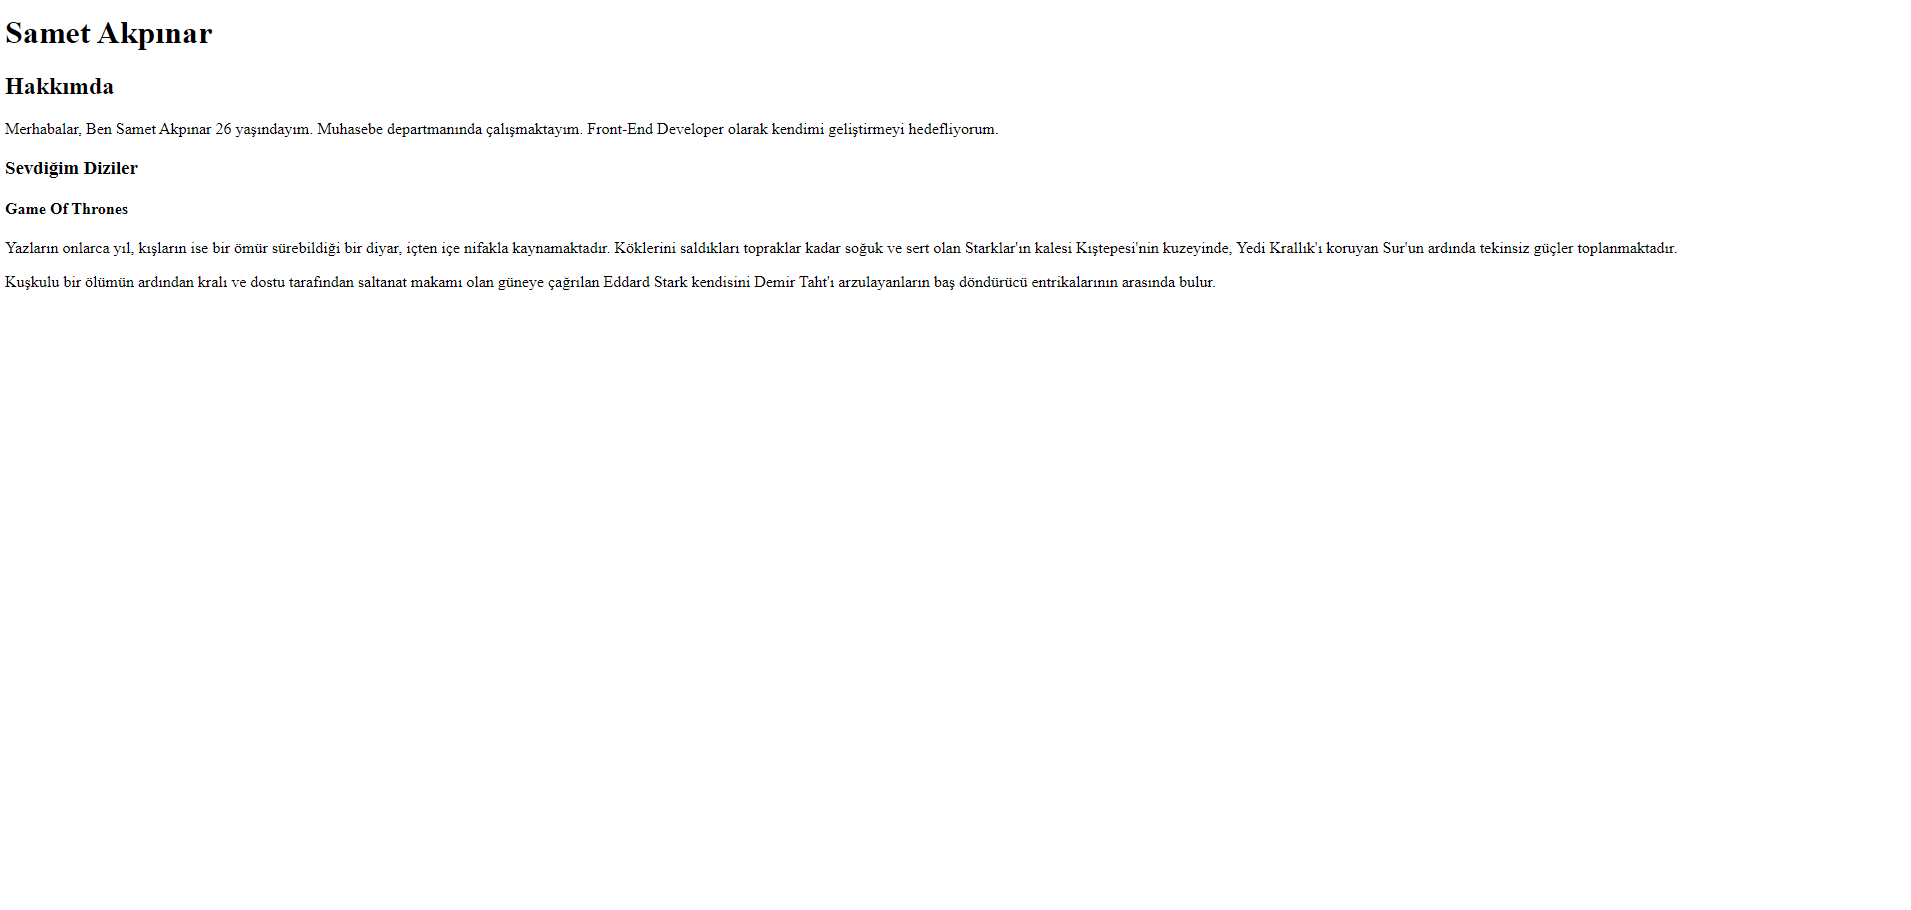 Samet Akpınar
Hakkımda
Merhabalar, Ben Samet Akpınar 26 yaşındayım. Muhasebe departmanında çalışmaktayım. Front-End Developer olarak kendimi geliştirmeyi hedefliyorum.
Sevdiğim Diziler
Game Of Thrones
Yazların onlarca yıl, kışların ise bir ömür sürebildiği bir diyar, içten içe nifakla kaynamaktadır. Köklerini saldıkları topraklar kadar soğuk ve sert olan Starklar'ın kalesi Kıştepesi'nin kuzeyinde, Yedi Krallık'ı koruyan Sur'un ardında tekinsiz güçler toplanmaktadır.
Kuşkulu bir ölümün ardından kralı ve dostu tarafından saltanat makamı olan güneye çağrılan Eddard Stark kendisini Demir Taht'ı arzulayanların baş döndürücü entrikalarının arasında bulur.